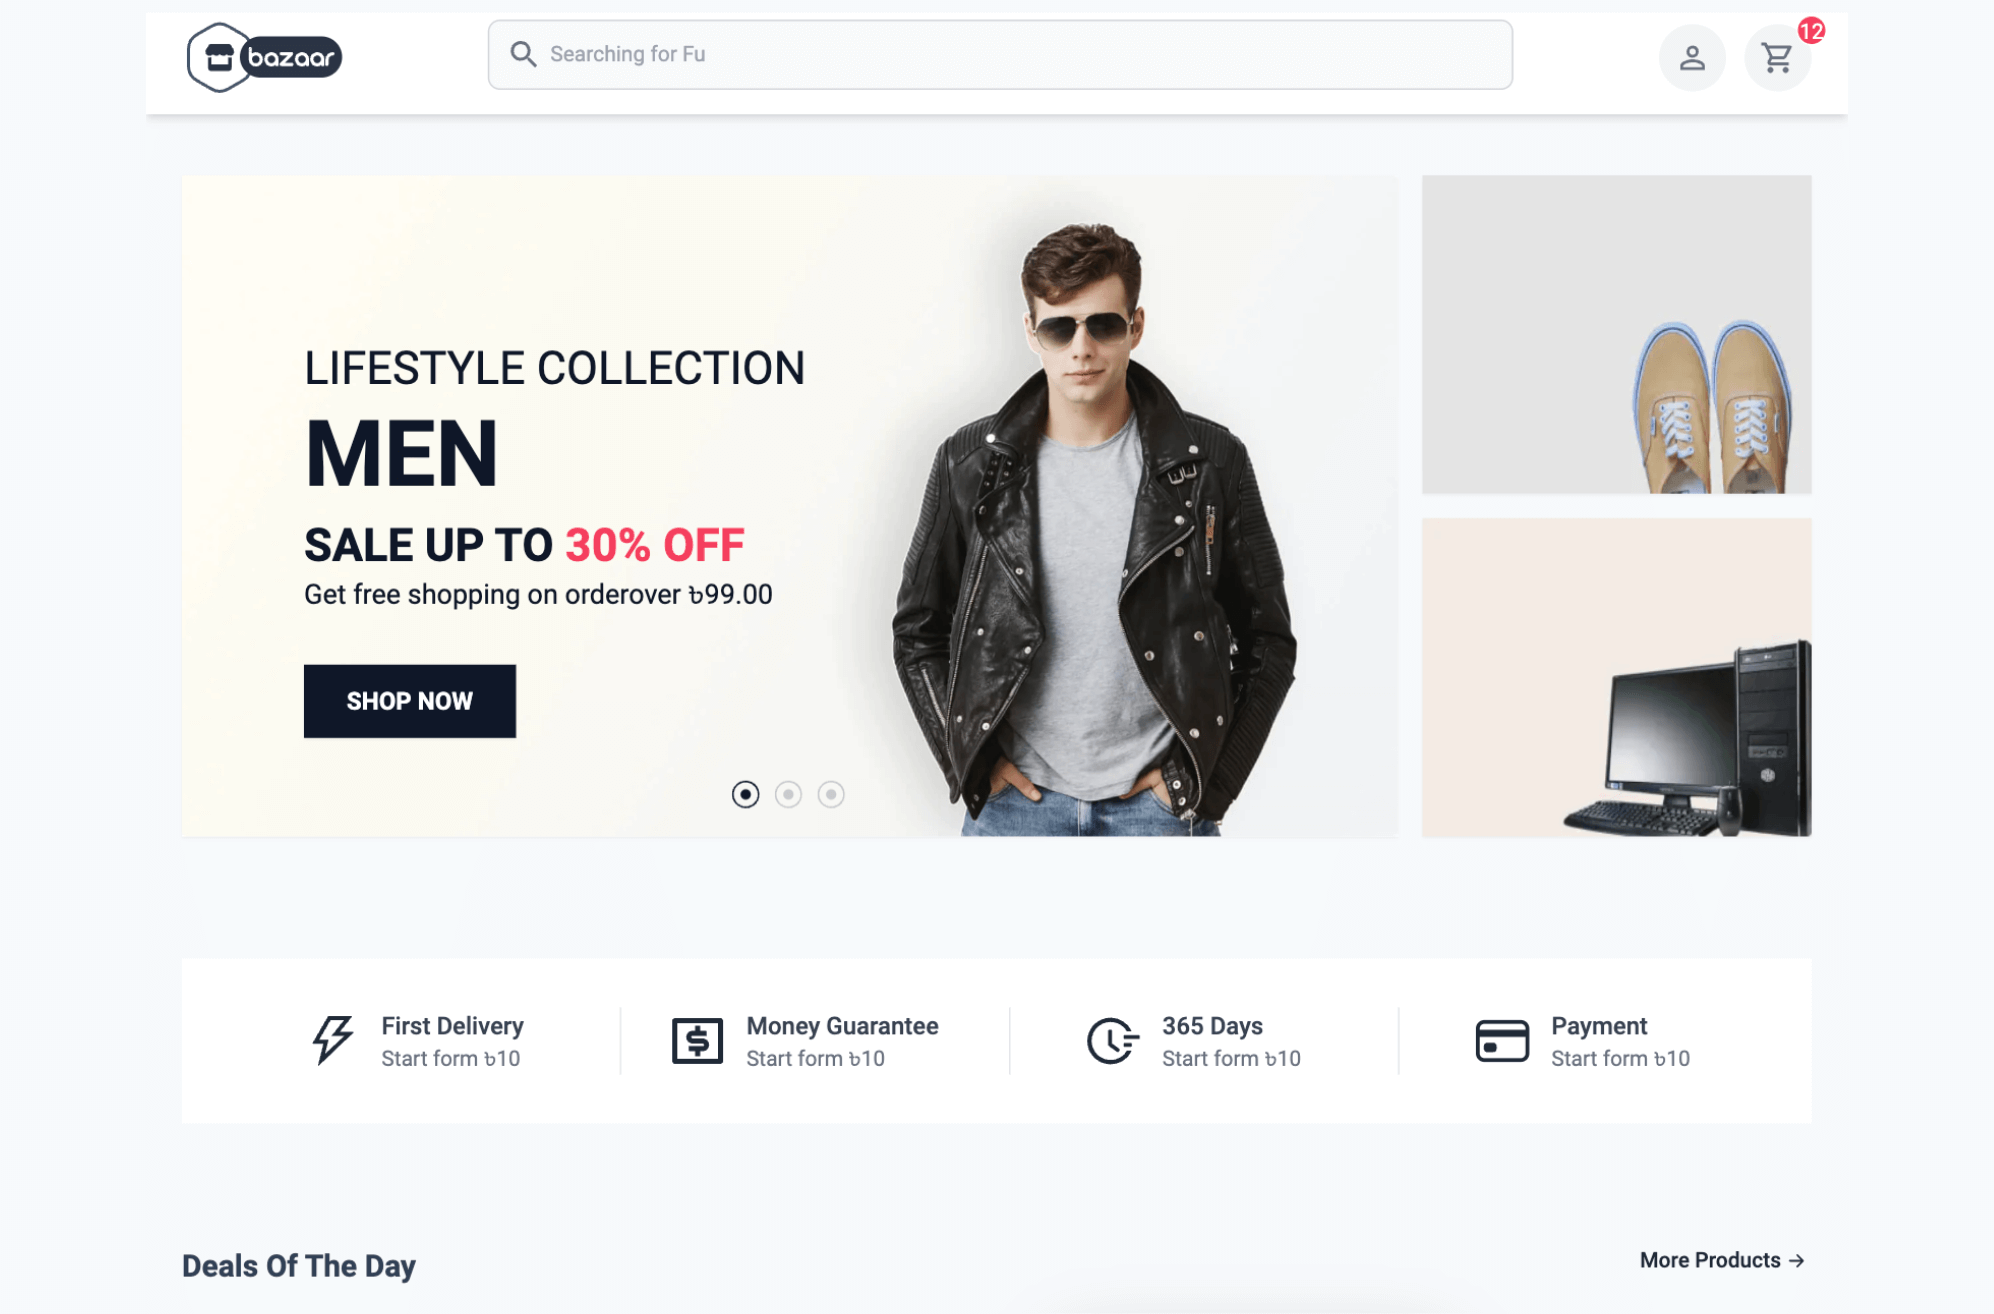 bazaar
Searching for Fu
12
LIFESTYLE COLLECTION
MEN
SALE UP TO 30% OFF
Get free shopping on orderover ৳99.00
SHOP NOW
First Delivery
Start form ৳10
Money Guarantee
Start form ৳10
365 Days
Start form ৳10
Payment
Start form ৳10
Deals Of The Day
More Products →